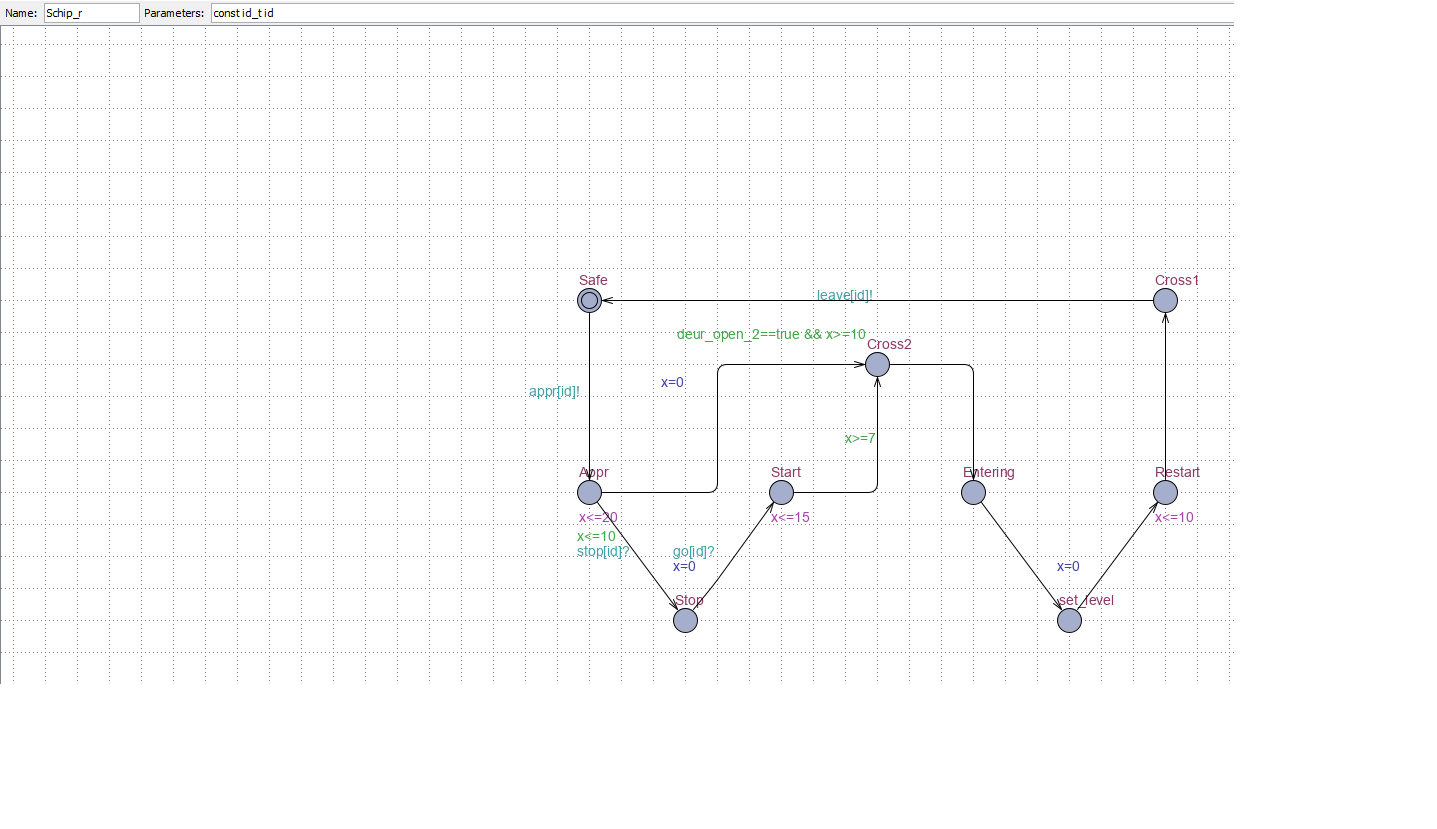 Name: Schip_r Parameters: const id_t id
Safe
Cross1
leave[id]!
deur_open_2==true && x>=10
Cross2
x=0
appr[id]!
x>=7
Appr
Start
Entering
Restart
x<=20
x<=15
x<=10
x<=10
stop[id]?
go[id]?
x=0
x=0
Stop
set_level